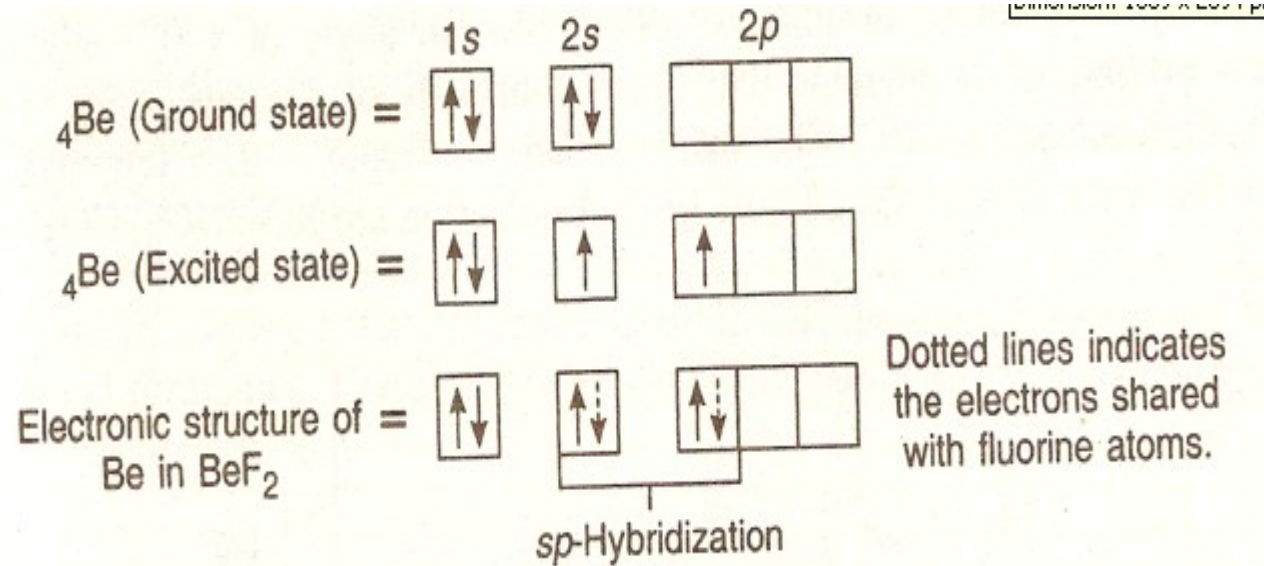 1s 2s 2p
₄Be (Ground state) =
₄Be (Excited state) =
Dotted lines indicates
the electrons shared
with fluorine atoms.
Electronic structure of =
Be in BeF₂
sp-Hybridization